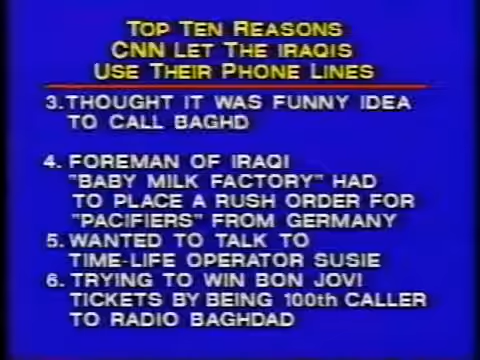 Top Ten Reasons
CNN Let The Iraqis
Use Their Phone Lines
3. THOUGHT IT WAS FUNNY IDEA
TO CALL BAGHD
4. FOREMAN OF IRAQI
"BABY MILK FACTORY" HAD
TO PLACE A RUSH ORDER FOR
"PACIFIERS" FROM GERMANY
5. WANTED TO TALK TO
TIME-LIFE OPERATOR SUSIE
6. TRYING TO WIN BON JOVI
TICKETS BY BEING 100th CALLER
TO RADIO BAGHDAD